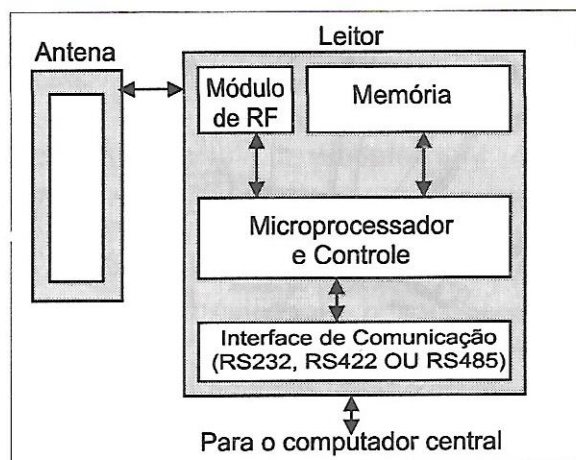 Antena
Leitor
Módulo
de RF
Memória
Microprocessador
e Controle
Interface de Comunicação
(RS232, RS422 OU RS485)
Para o computador central